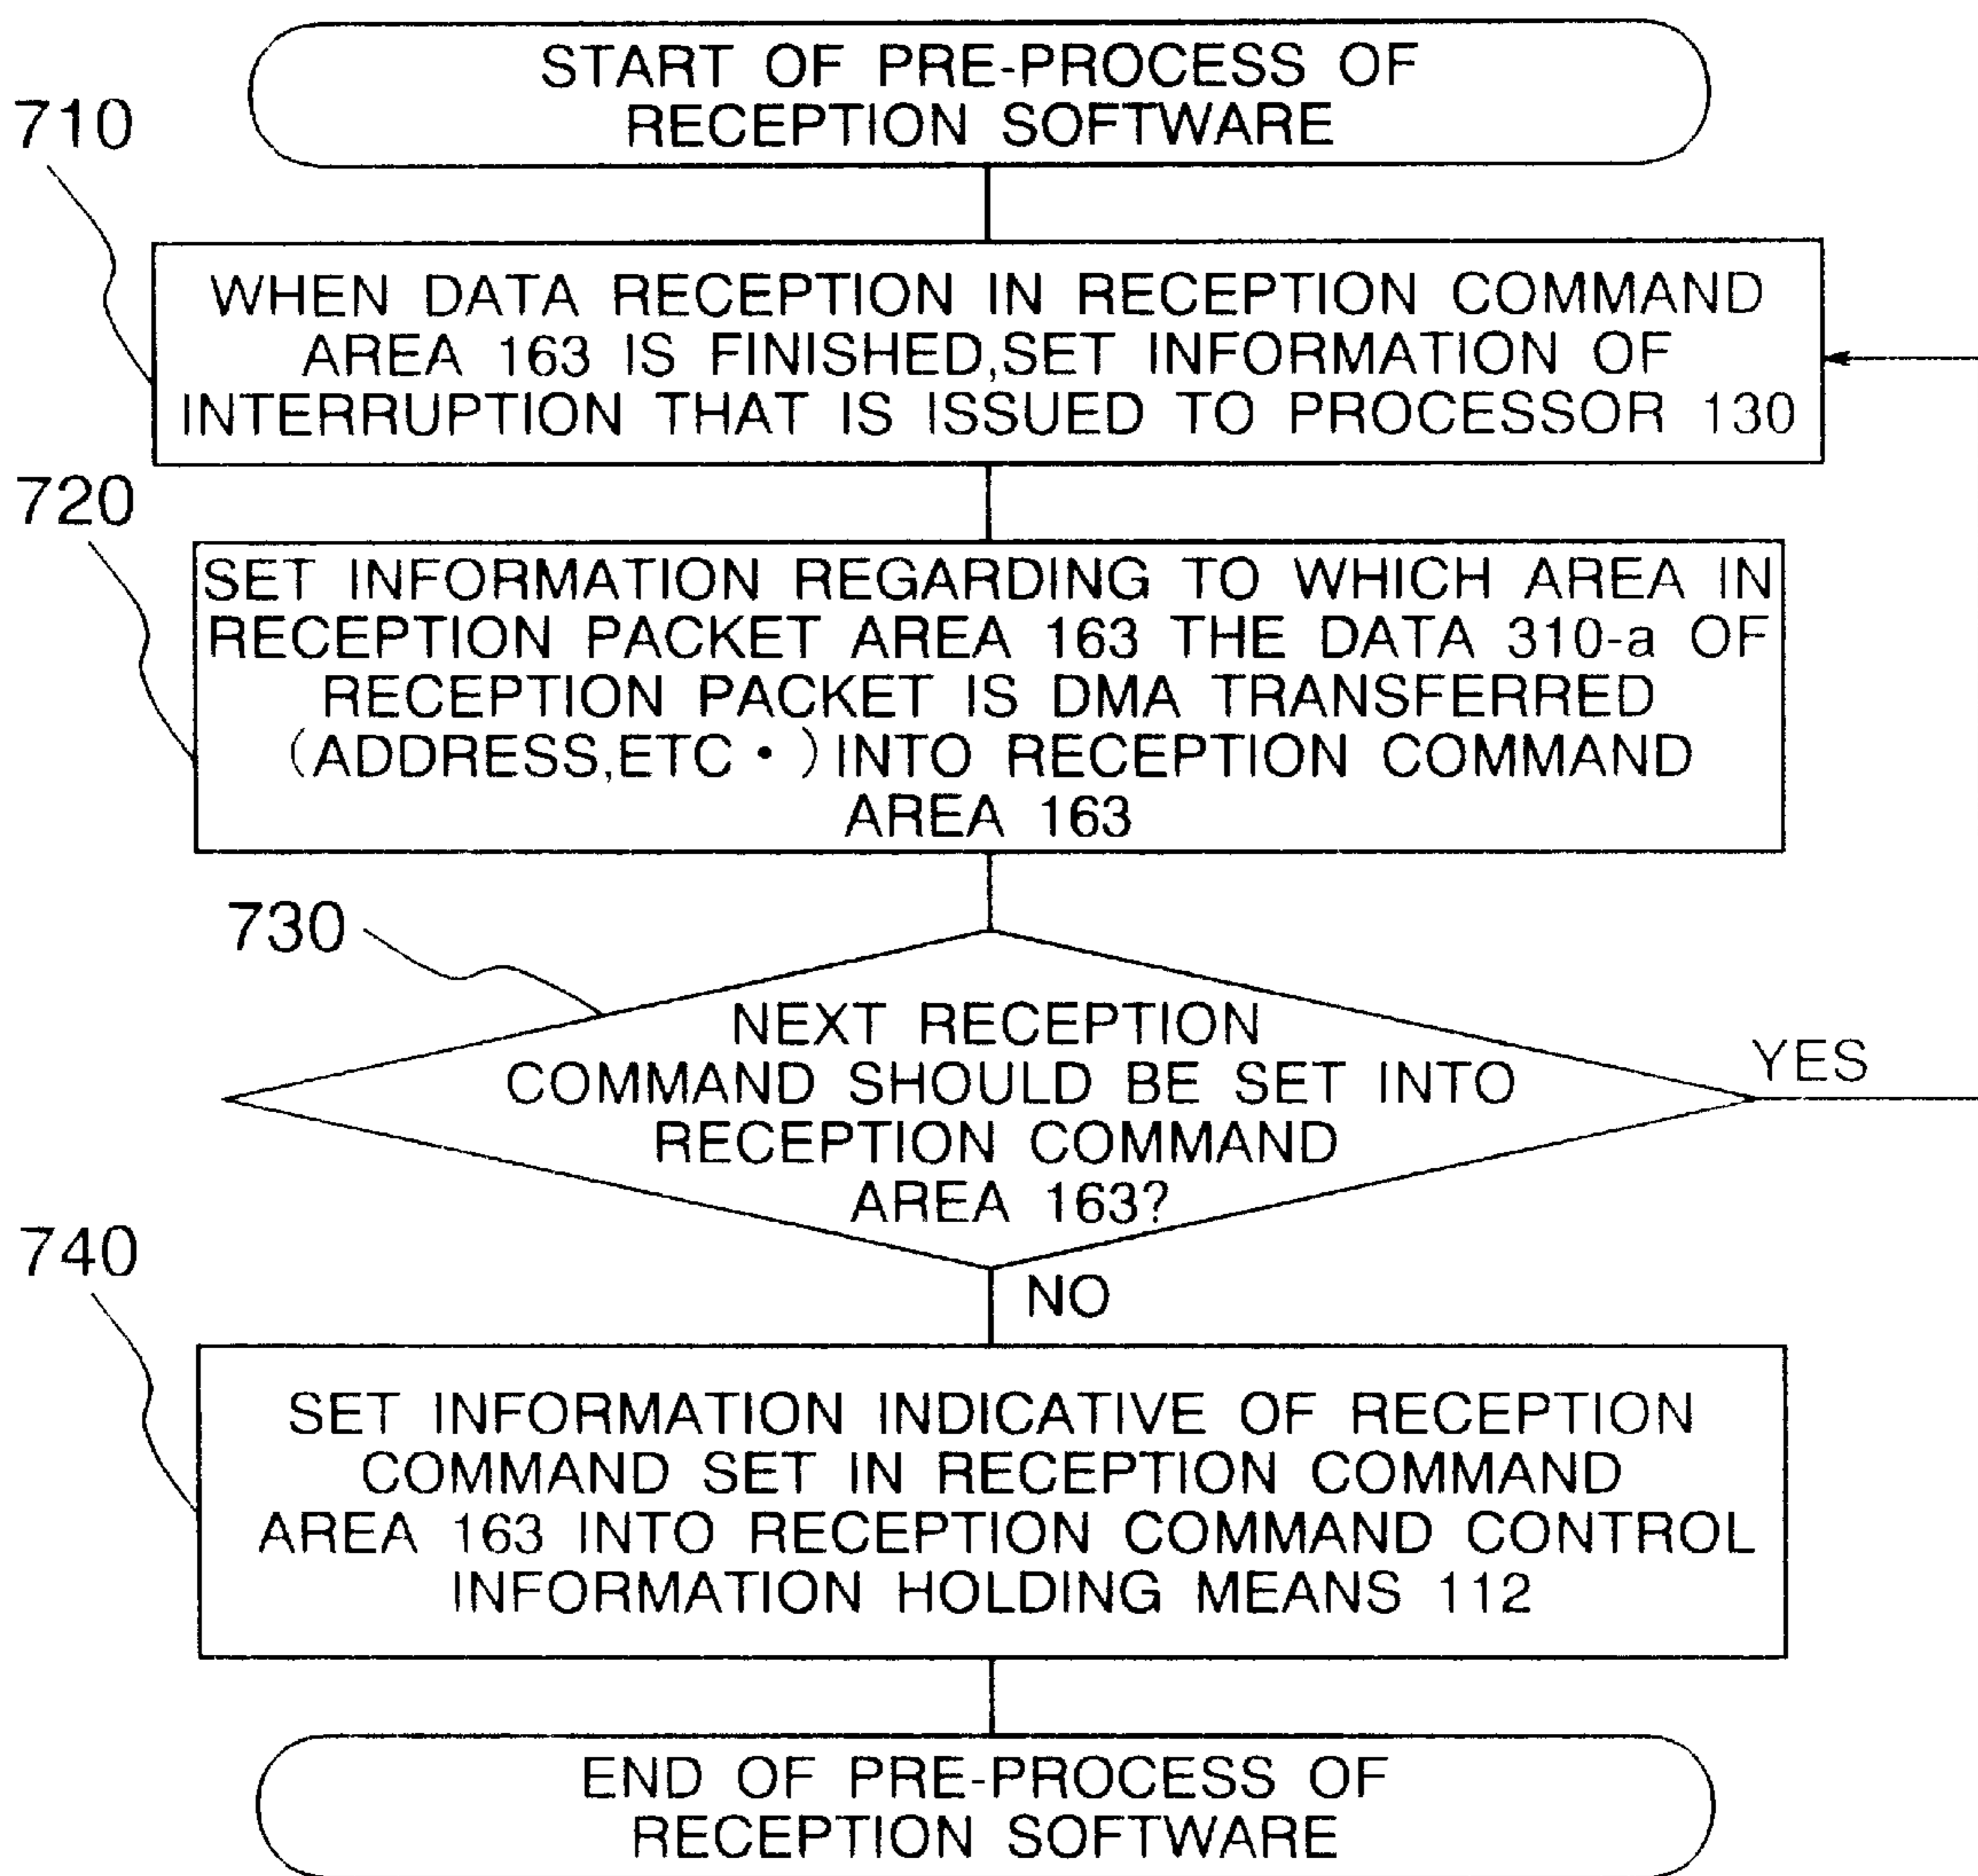 START OF PRE-PROCESS OF
RECEPTION SOFTWARE
710
WHEN DATA RECEPTION IN RECEPTION COMMAND
AREA 163 IS FINISHED,SET INFORMATION OF
INTERRUPTION THAT IS ISSUED TO PROCESSOR 130
720
SET INFORMATION REGARDING TO WHICH AREA IN
RECEPTION PACKET AREA 163 THE DATA 310-a OF
RECEPTION PACKET IS DMA TRANSFERRED
(ADDRESS,ETC・) INTO RECEPTION COMMAND
AREA 163
730
NEXT RECEPTION
COMMAND SHOULD BE SET INTO
RECEPTION COMMAND
AREA 163?
YES
NO
740
SET INFORMATION INDICATIVE OF RECEPTION
COMMAND SET IN RECEPTION COMMAND
AREA 163 INTO RECEPTION COMMAND CONTROL
INFORMATION HOLDING MEANS 112
END OF PRE-PROCESS OF
RECEPTION SOFTWARE